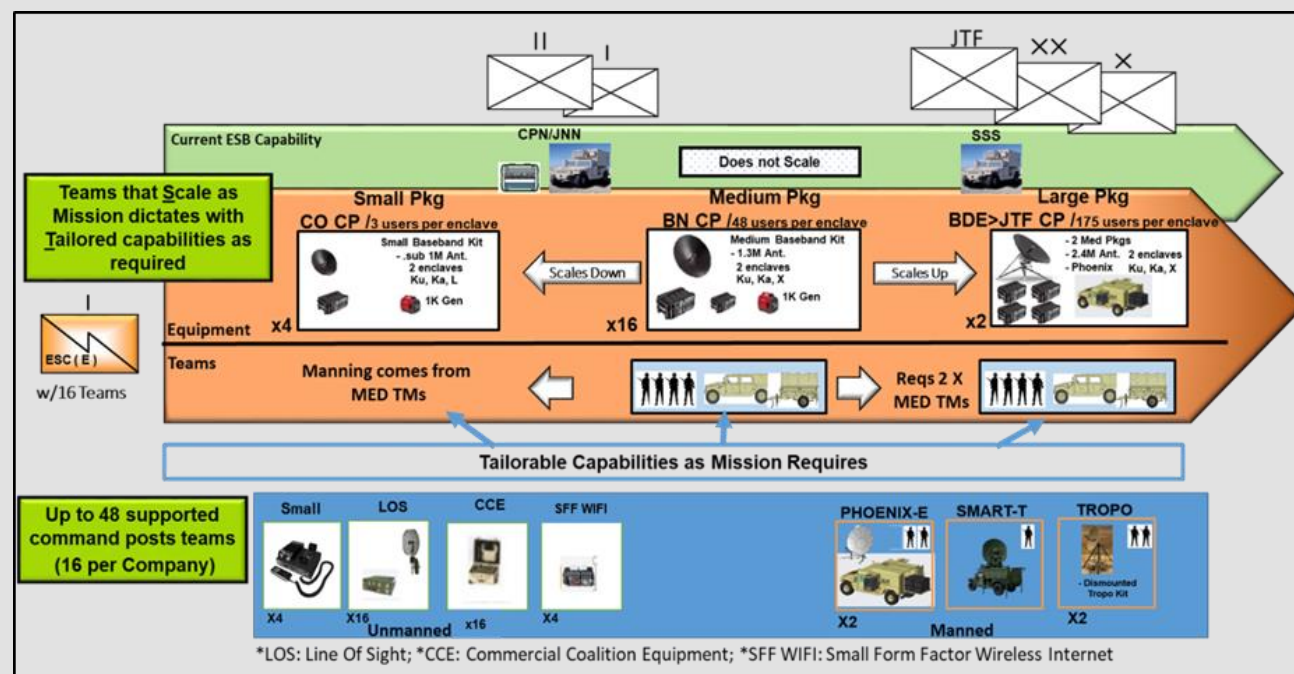 II
I
JTF
XX
X
Current ESB Capability
CPN/JNN
Does not Scale
SSS
Teams that Scale as
Mission dictates with
Tailored capabilities as
required
Small Pkg
CO CP /3 users per enclave
Small Baseband Kit
- .sub 1M Ant.
2 enclaves
Ku, Ka, L
1K Gen
x4
Scales Down
Medium Pkg
BN CP /48 users per enclave
Medium Baseband Kit
- 1.3M Ant.
2 enclaves
Ku, Ka, X
1K Gen
x16
Scales Up
Large Pkg
BDE>JTF CP /175 users per enclave
- 2 Med Pkgs
- 2.4M Ant. 2 enclaves
- Phoenix Ku, Ka, X
x2
Equipment
I
ESC ( E )
w/16 Teams
Teams
Manning comes from
MED TMs
Reqs 2 X
MED TMs
Tailorable Capabilities as Mission Requires
Up to 48 supported
command posts teams
(16 per Company)
Small
X4
LOS
X16
CCE
x16
SFF WIFI
X4
Unmanned
PHOENIX-E
X2
SMART-T
TROPO
- Dismounted
Tropo Kit
X2
Manned
*LOS: Line Of Sight; *CCE: Commercial Coalition Equipment; *SFF WIFI: Small Form Factor Wireless Internet